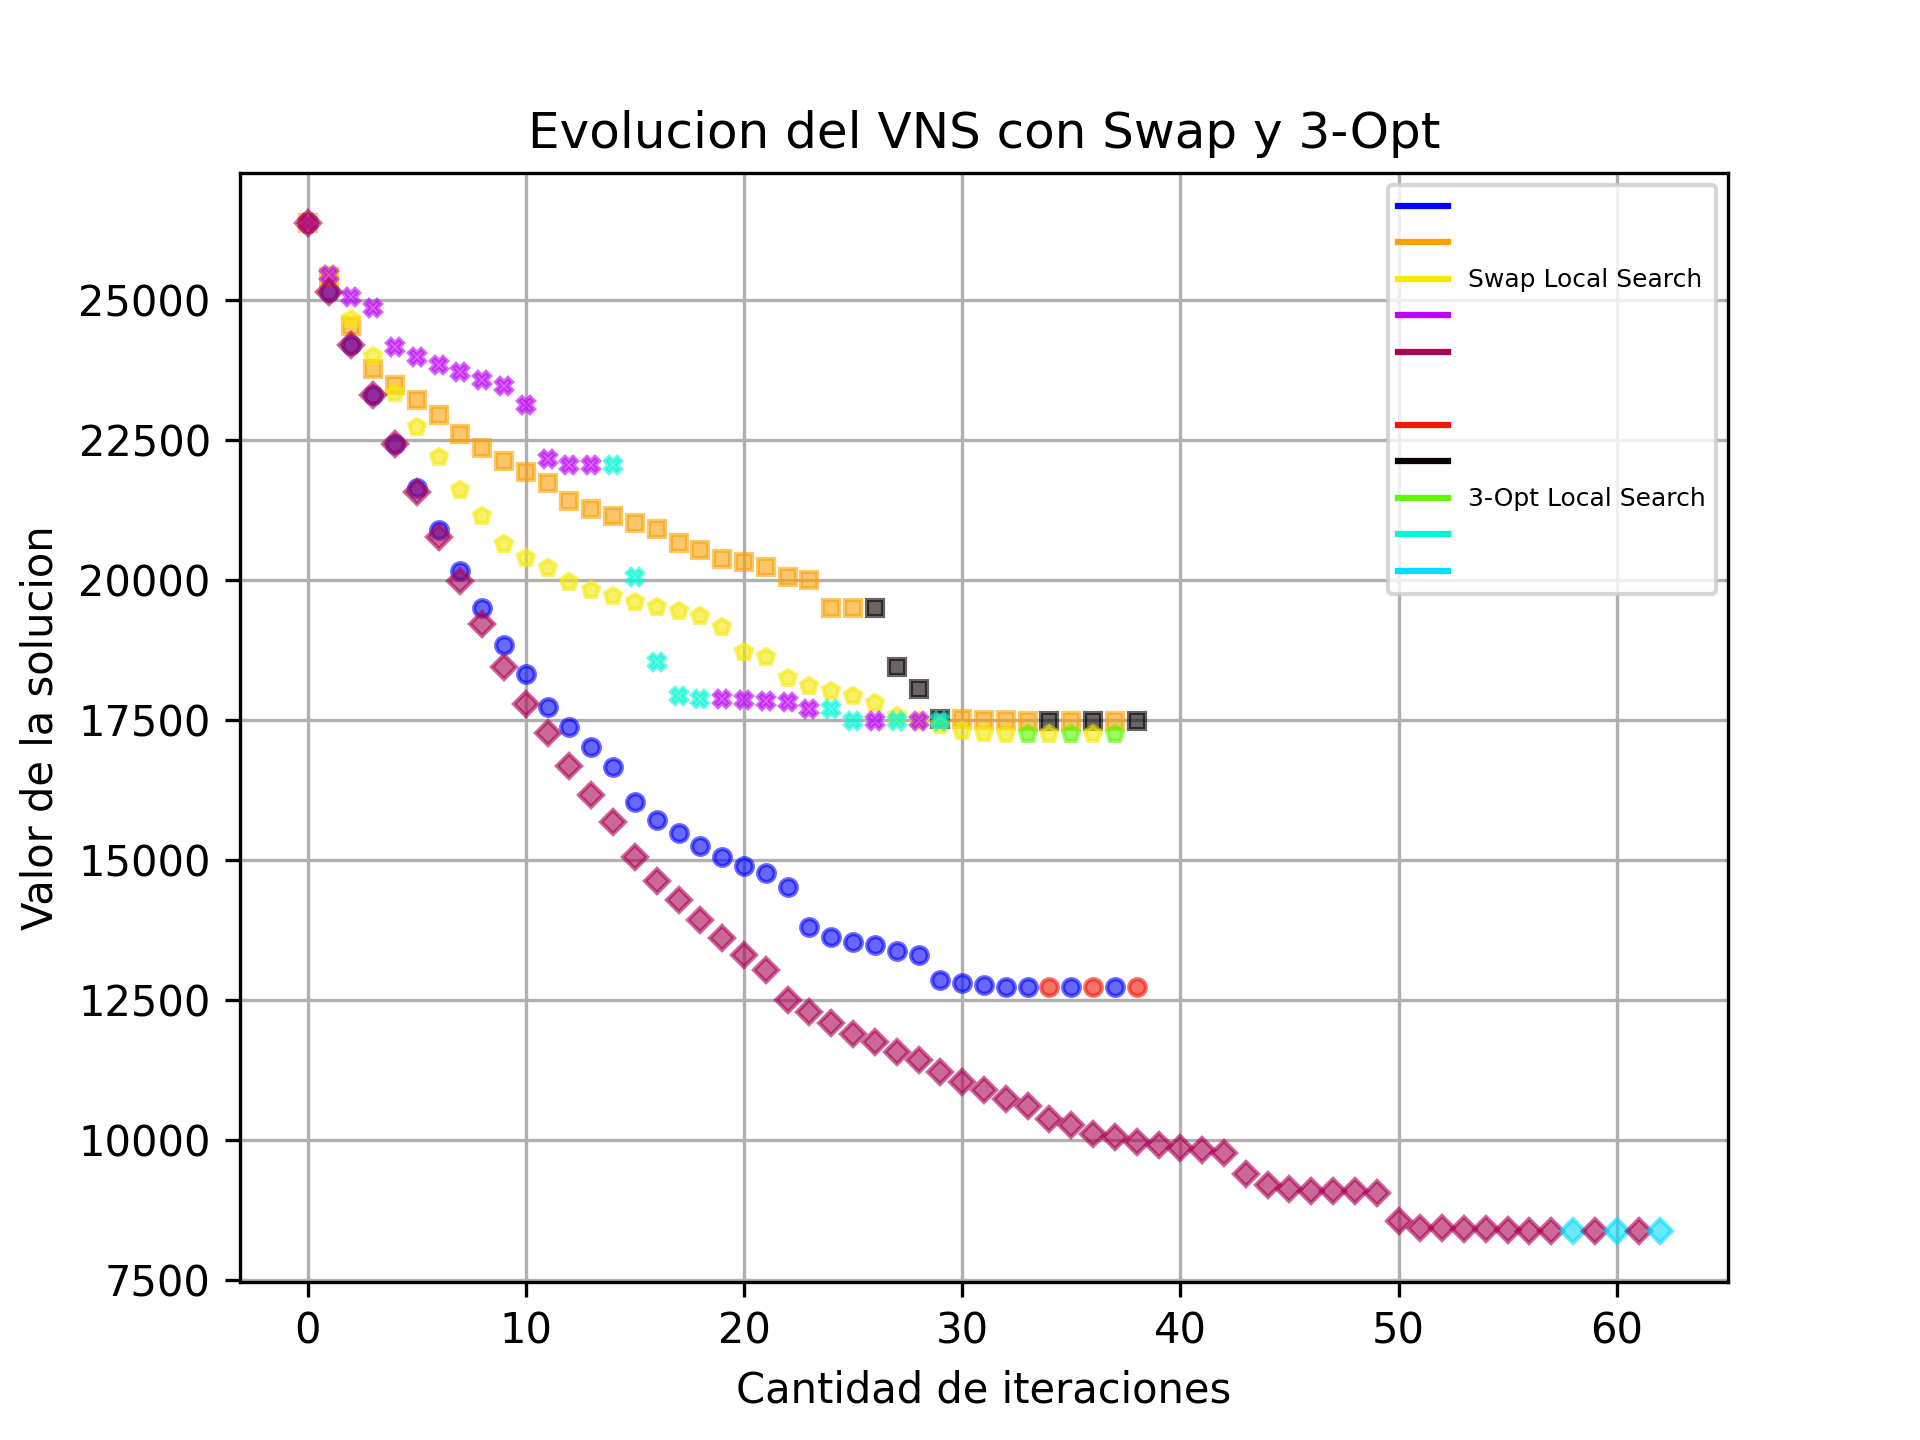 Evolucion del VNS con Swap y 3-Opt
Swap Local Search
3-Opt Local Search
Valor de la solucion
25000
22500
20000
17500
15000
12500
10000
7500
0 10 20 30 40 50 60
Cantidad de iteraciones